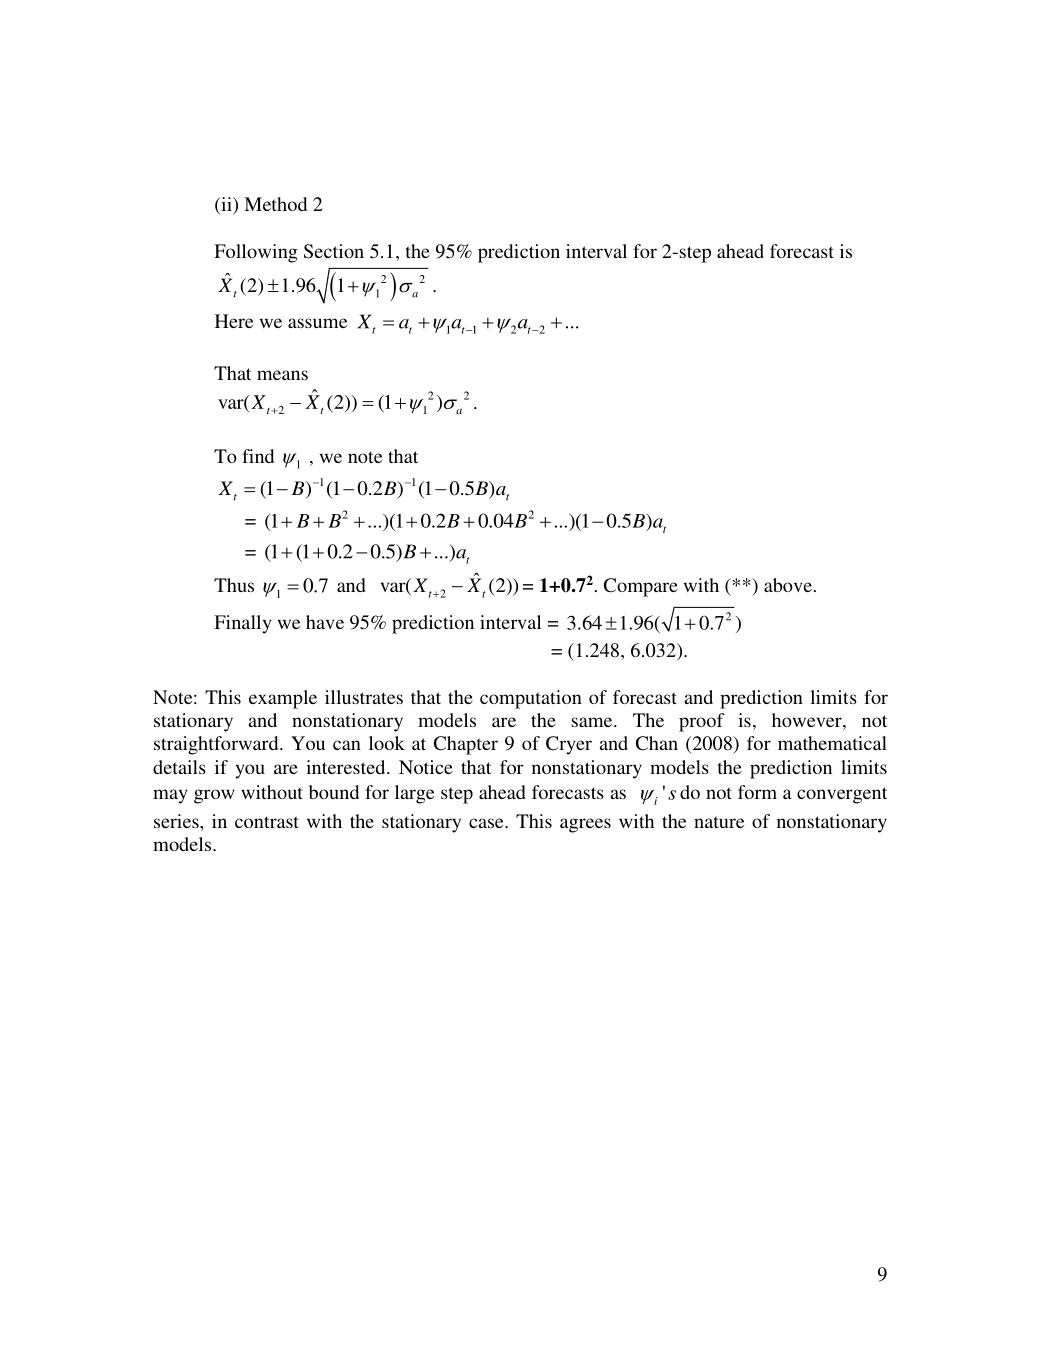 (ii) Method 2
Following Section 5.1, the 95% prediction interval for 2-step ahead forecast is
X̂ₜ(2) ± 1.96√((1+ψ₁²)σₐ²) .
Here we assume Xₜ = aₜ + ψ₁aₜ₋₁ + ψ₂aₜ₋₂ + ...
That means
var(Xₜ₊₂ − X̂ₜ(2)) = (1+ψ₁²)σₐ² .
To find ψ₁ , we note that
Xₜ = (1− B)⁻¹(1−0.2B)⁻¹(1−0.5B)aₜ
= (1+ B + B² + ...)(1+0.2B+0.04B² + ...)(1−0.5B)aₜ
= (1+(1+0.2−0.5)B+...)aₜ
Thus ψ₁ = 0.7 and var(Xₜ₊₂ − X̂ₜ(2)) = 1+0.7². Compare with (**) above.
Finally we have 95% prediction interval = 3.64 ±1.96(√(1+0.7²))
= (1.248, 6.032).
Note: This example illustrates that the computation of forecast and prediction limits for
stationary and nonstationary models are the same. The proof is, however, not
straightforward. You can look at Chapter 9 of Cryer and Chan (2008) for mathematical
details if you are interested. Notice that for nonstationary models the prediction limits
may grow without bound for large step ahead forecasts as ψᵢ's do not form a convergent
series, in contrast with the stationary case. This agrees with the nature of nonstationary
models.
9